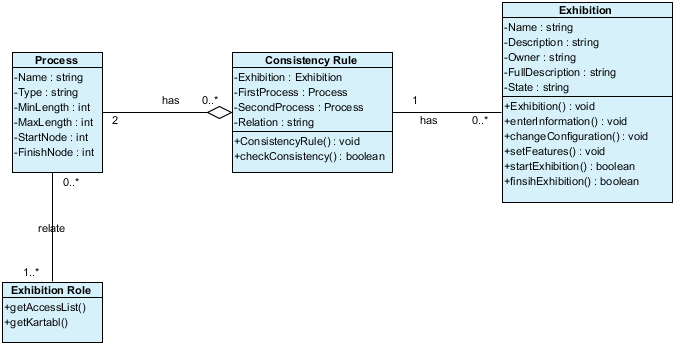 Process
-Name : string
-Type : string
-MinLength : int
-MaxLength : int
-StartNode : int
-FinishNode : int
has
0..*
2
Consistency Rule
-Exhibition : Exhibition
-FirstProcess : Process
-SecondProcess : Process
-Relation : string
+ConsistencyRule() : void
+checkConsistency() : boolean
1
has
0..*
Exhibition
-Name : string
-Description : string
-Owner : string
-FullDescription : string
-State : string
+Exhibition() : void
+enterInformation() : void
+changeConfiguration() : void
+setFeatures() : void
+startExhibition() : boolean
+finsihExhibition() : boolean
0..*
relate
1..*
Exhibition Role
+getAccessList()
+getKartabl()